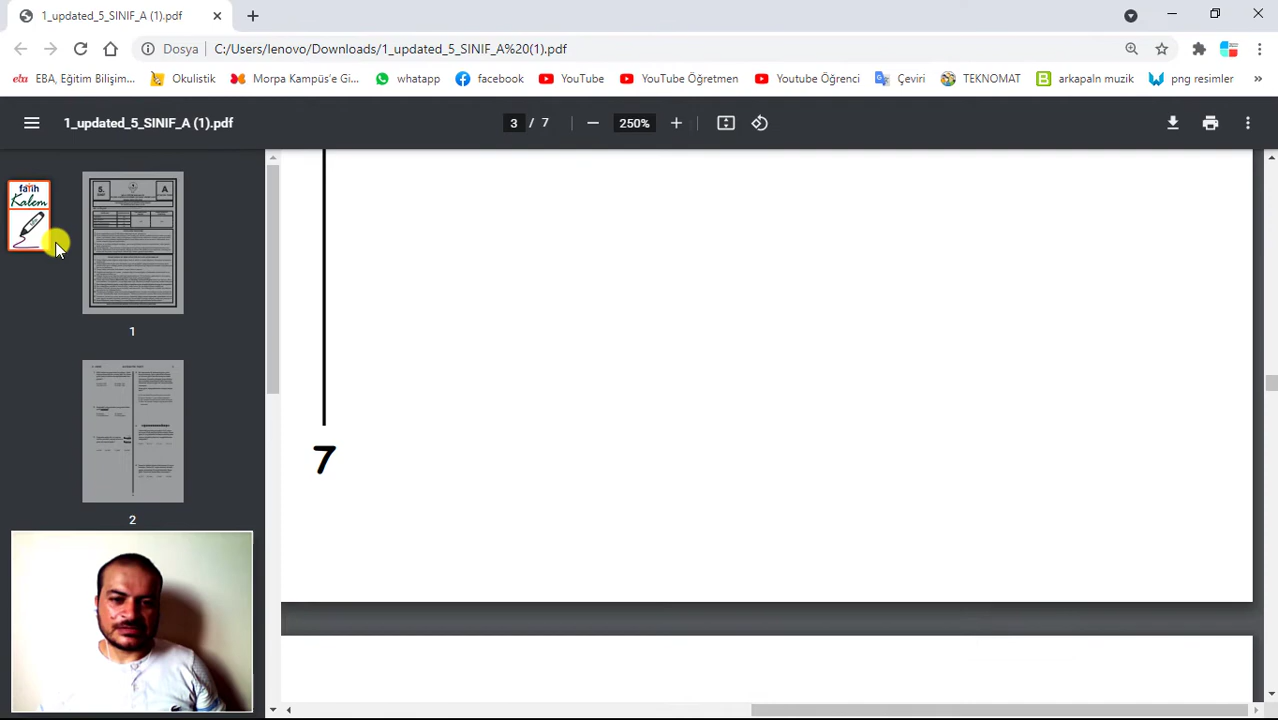 1_updated_5_SINIF_A (1).pdf
Dosya C:/Users/lenovo/Downloads/1_updated_5_SINIF_A%20(1).pdf
eba EBA, Eğitim Bilişim... Okulistik Morpa Kampüs'e Gi... whatapp facebook YouTube YouTube Öğretmen Youtube Öğrenci Çeviri TEKNOMAT arkapaln muzik png resimler »
1_updated_5_SINIF_A (1).pdf 3 / 7 250%
fatih
Kalem
5.
A
1
2
7